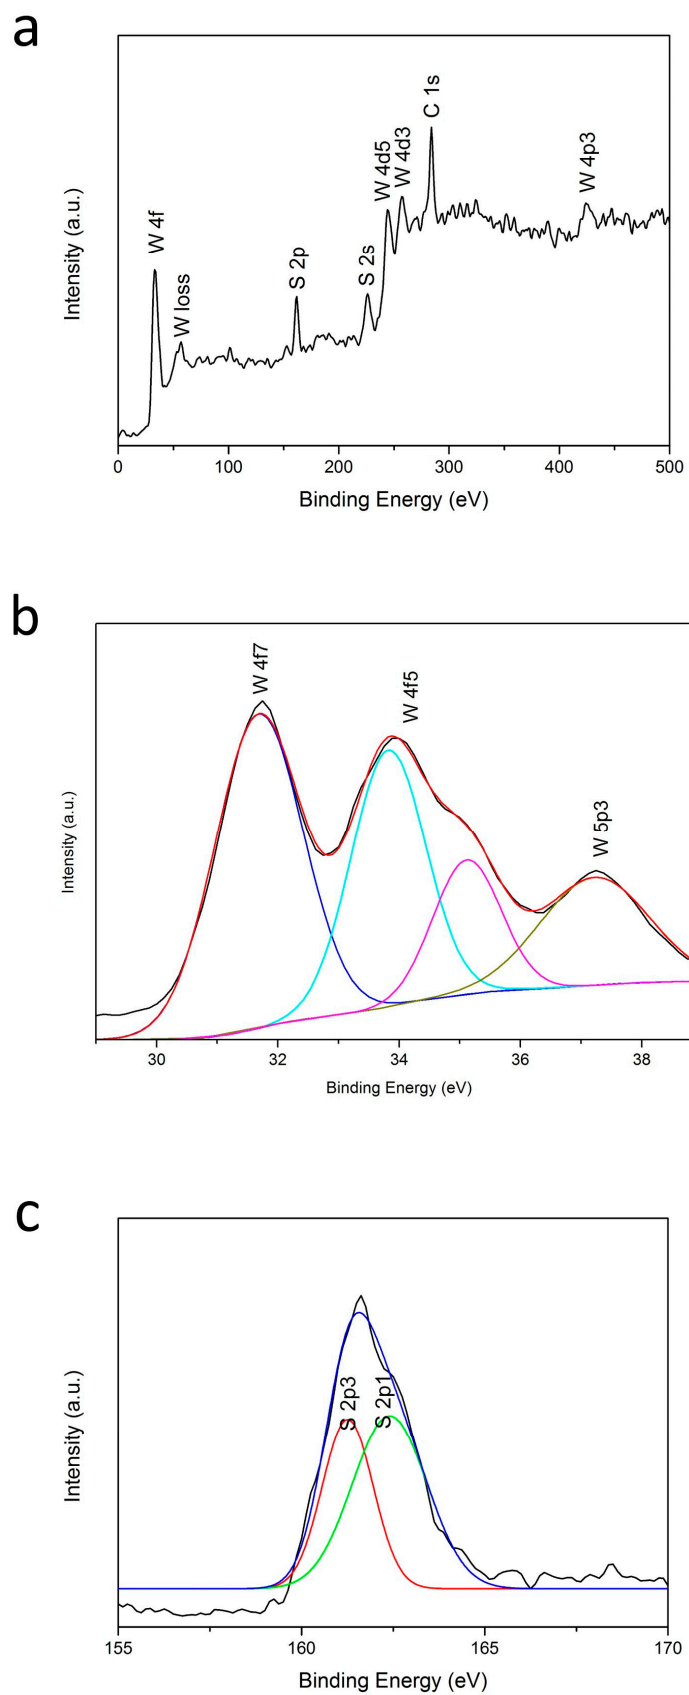 a
C 1s
W 4d5
W 4d3
W 4p3
W 4f
S 2p
S 2s
W loss
Intensity (a.u.)
0 100 200 300 400 500
Binding Energy (eV)
b
W 4f7
W 4f5
W 5p3
Intensity (a.u.)
30 32 34 36 38
Binding Energy (eV)
c
S 2p3
S 2p1
Intensity (a.u.)
155 160 165 170
Binding Energy (eV)